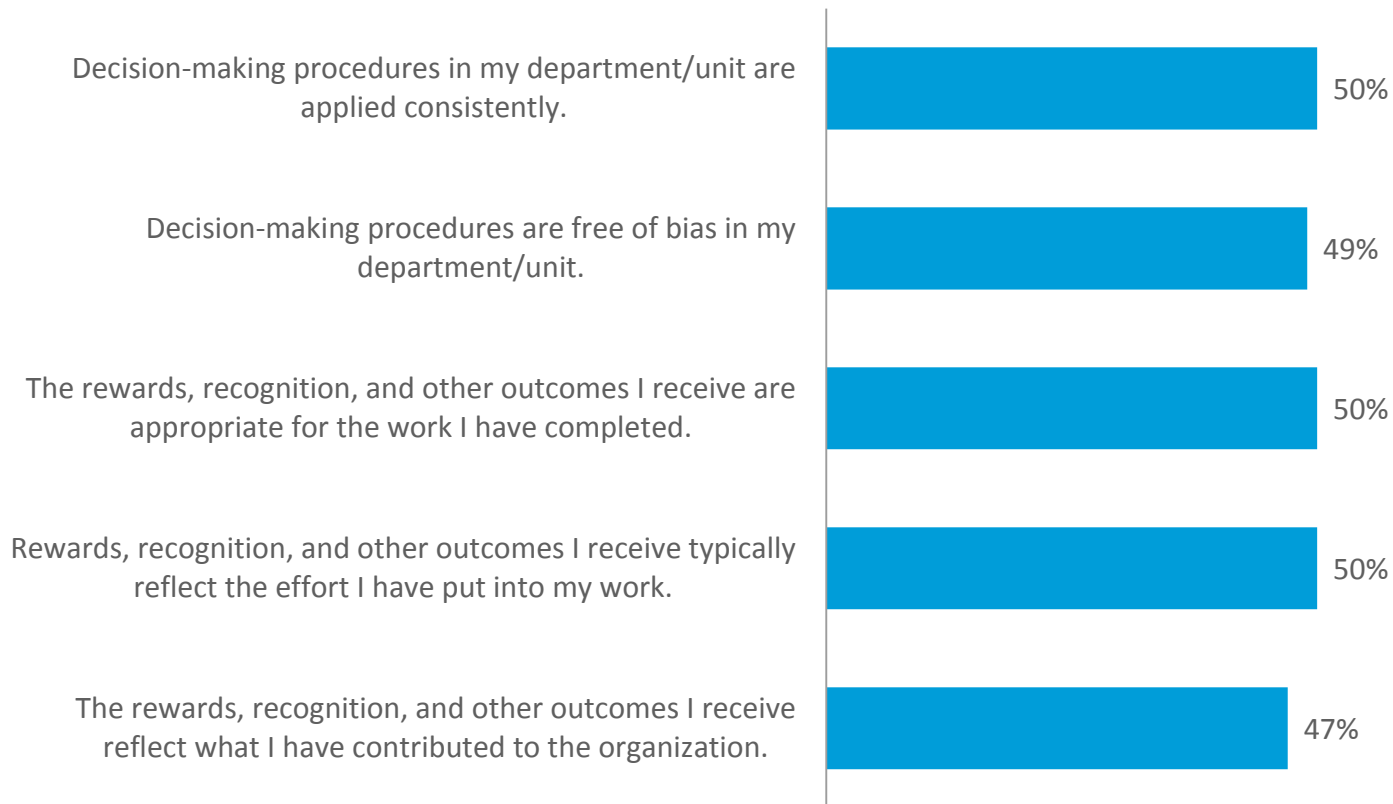 Decision-making procedures in my department/unit are
applied consistently.
50%
Decision-making procedures are free of bias in my
department/unit.
49%
The rewards, recognition, and other outcomes I receive are
appropriate for the work I have completed.
50%
Rewards, recognition, and other outcomes I receive typically
reflect the effort I have put into my work.
50%
The rewards, recognition, and other outcomes I receive
reflect what I have contributed to the organization.
47%